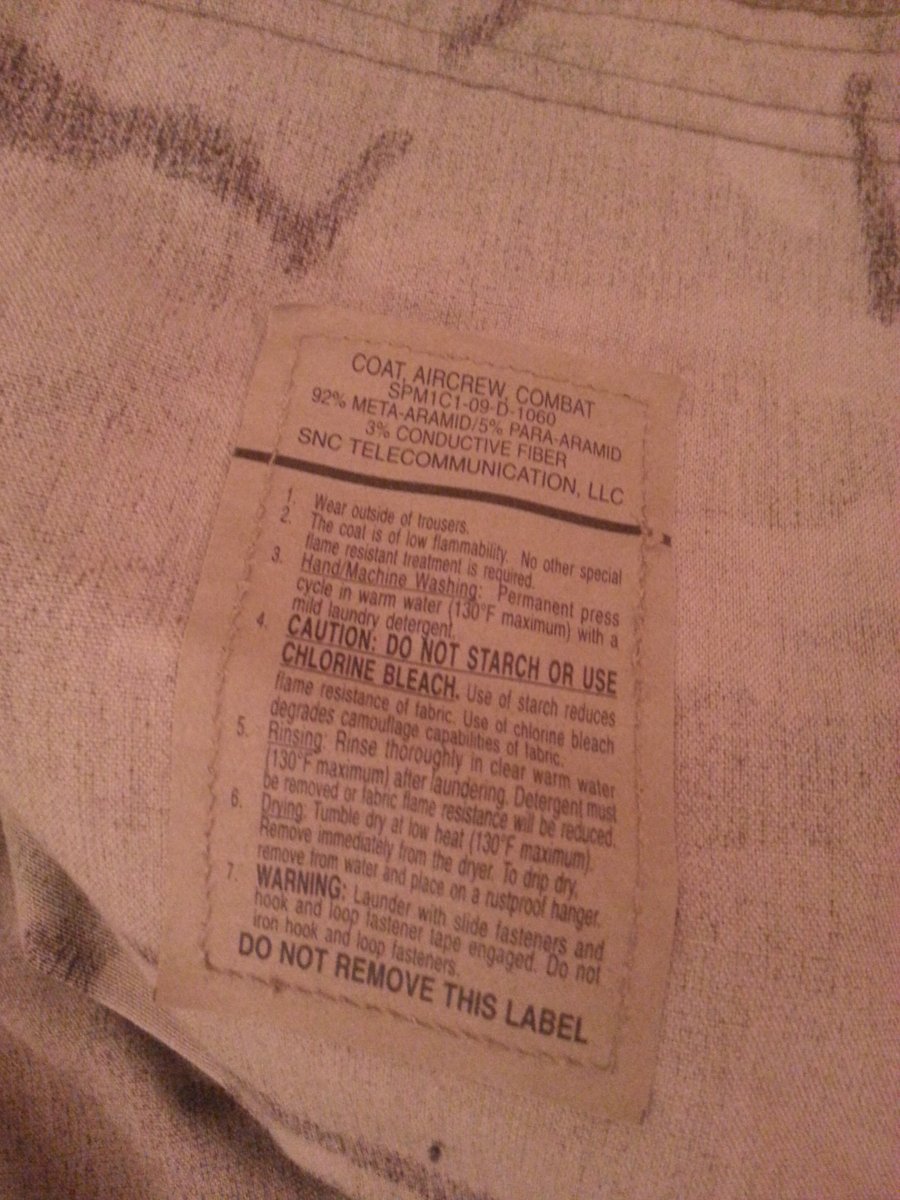 COAT, AIRCREW, COMBAT
SPM1C1-09-D-1060
92% META-ARAMID/5% PARA-ARAMID
3% CONDUCTIVE FIBER
SNC TELECOMMUNICATION, LLC
1. Wear outside of trousers.
2. The coat is of low flammability. No other special
flame resistant treatment is required.
3. Hand/Machine Washing: Permanent press
cycle in warm water (130°F maximum) with a
mild laundry detergent.
4. CAUTION: DO NOT STARCH OR USE
CHLORINE BLEACH. Use of starch reduces
flame resistance of fabric. Use of chlorine bleach
degrades camouflage capabilities of fabric.
5. Rinsing: Rinse thoroughly in clear warm water
(130°F maximum) after laundering. Detergent must
be removed or fabric flame resistance will be reduced.
6. Drying: Tumble dry at low heat (130°F maximum).
Remove immediately from the dryer. To drip dry,
remove from water and place on a rustproof hanger.
7. WARNING: Launder with slide fasteners and
hook and loop fastener tape engaged. Do not
iron hook and loop fasteners.
DO NOT REMOVE THIS LABEL